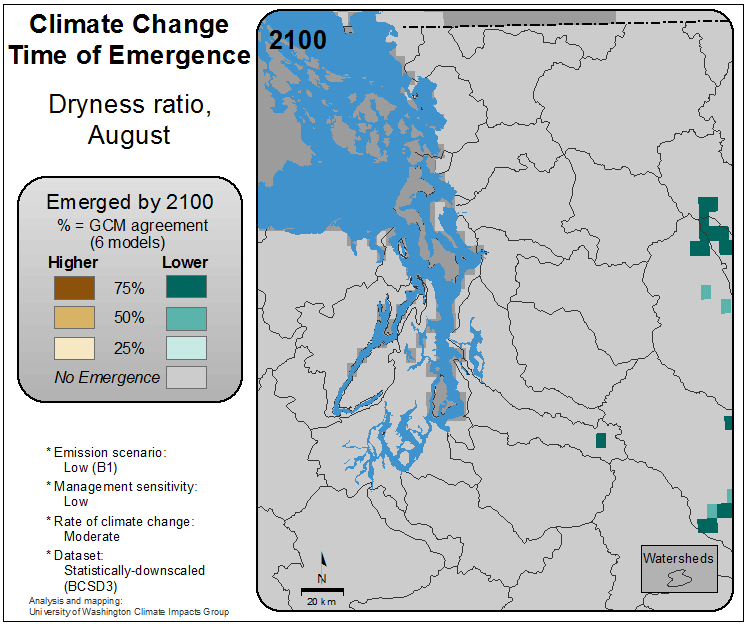 Climate Change
Time of Emergence
Dryness ratio,
August
Emerged by 2100
% = GCM agreement
(6 models)
Higher Lower
75%
50%
25%
No Emergence
* Emission scenario:
Low (B1)
* Management sensitivity:
Low
* Rate of climate change:
Moderate
* Dataset:
Statistically-downscaled
(BCSD3)
Analysis and mapping:
University of Washington Climate Impacts Group
2100
N
20 km
Watersheds